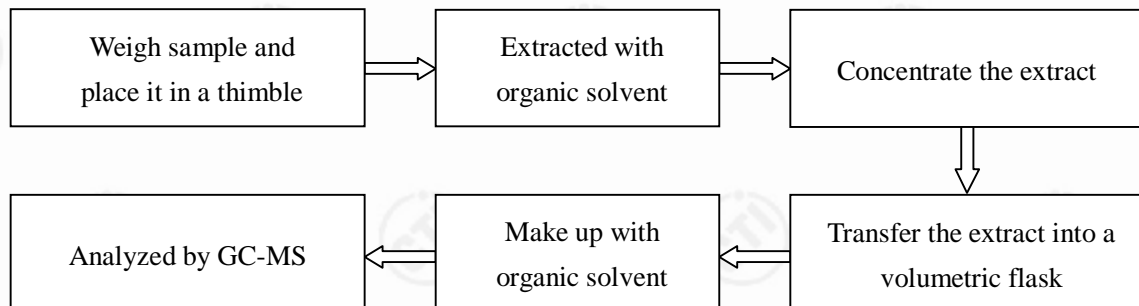 Weigh sample and
place it in a thimble
Extracted with
organic solvent
Concentrate the extract
Transfer the extract into a
volumetric flask
Make up with
organic solvent
Analyzed by GC-MS